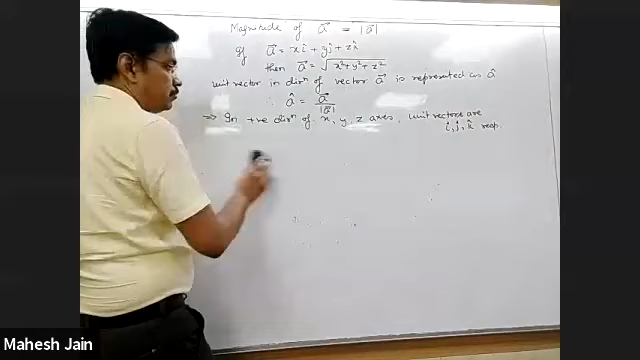 Magnitude of a⃗ = |a⃗|
If a⃗ = xî + yĵ + zk̂
then a⃗ = √x²+y²+z²
unit vector in dirⁿ of vector a⃗ is represented as â
∴ â = a⃗/|a⃗|
⇒ In +ve dirⁿ of x, y, z axes, unit vectors are
î, ĵ, k̂ resp.
Mahesh Jain